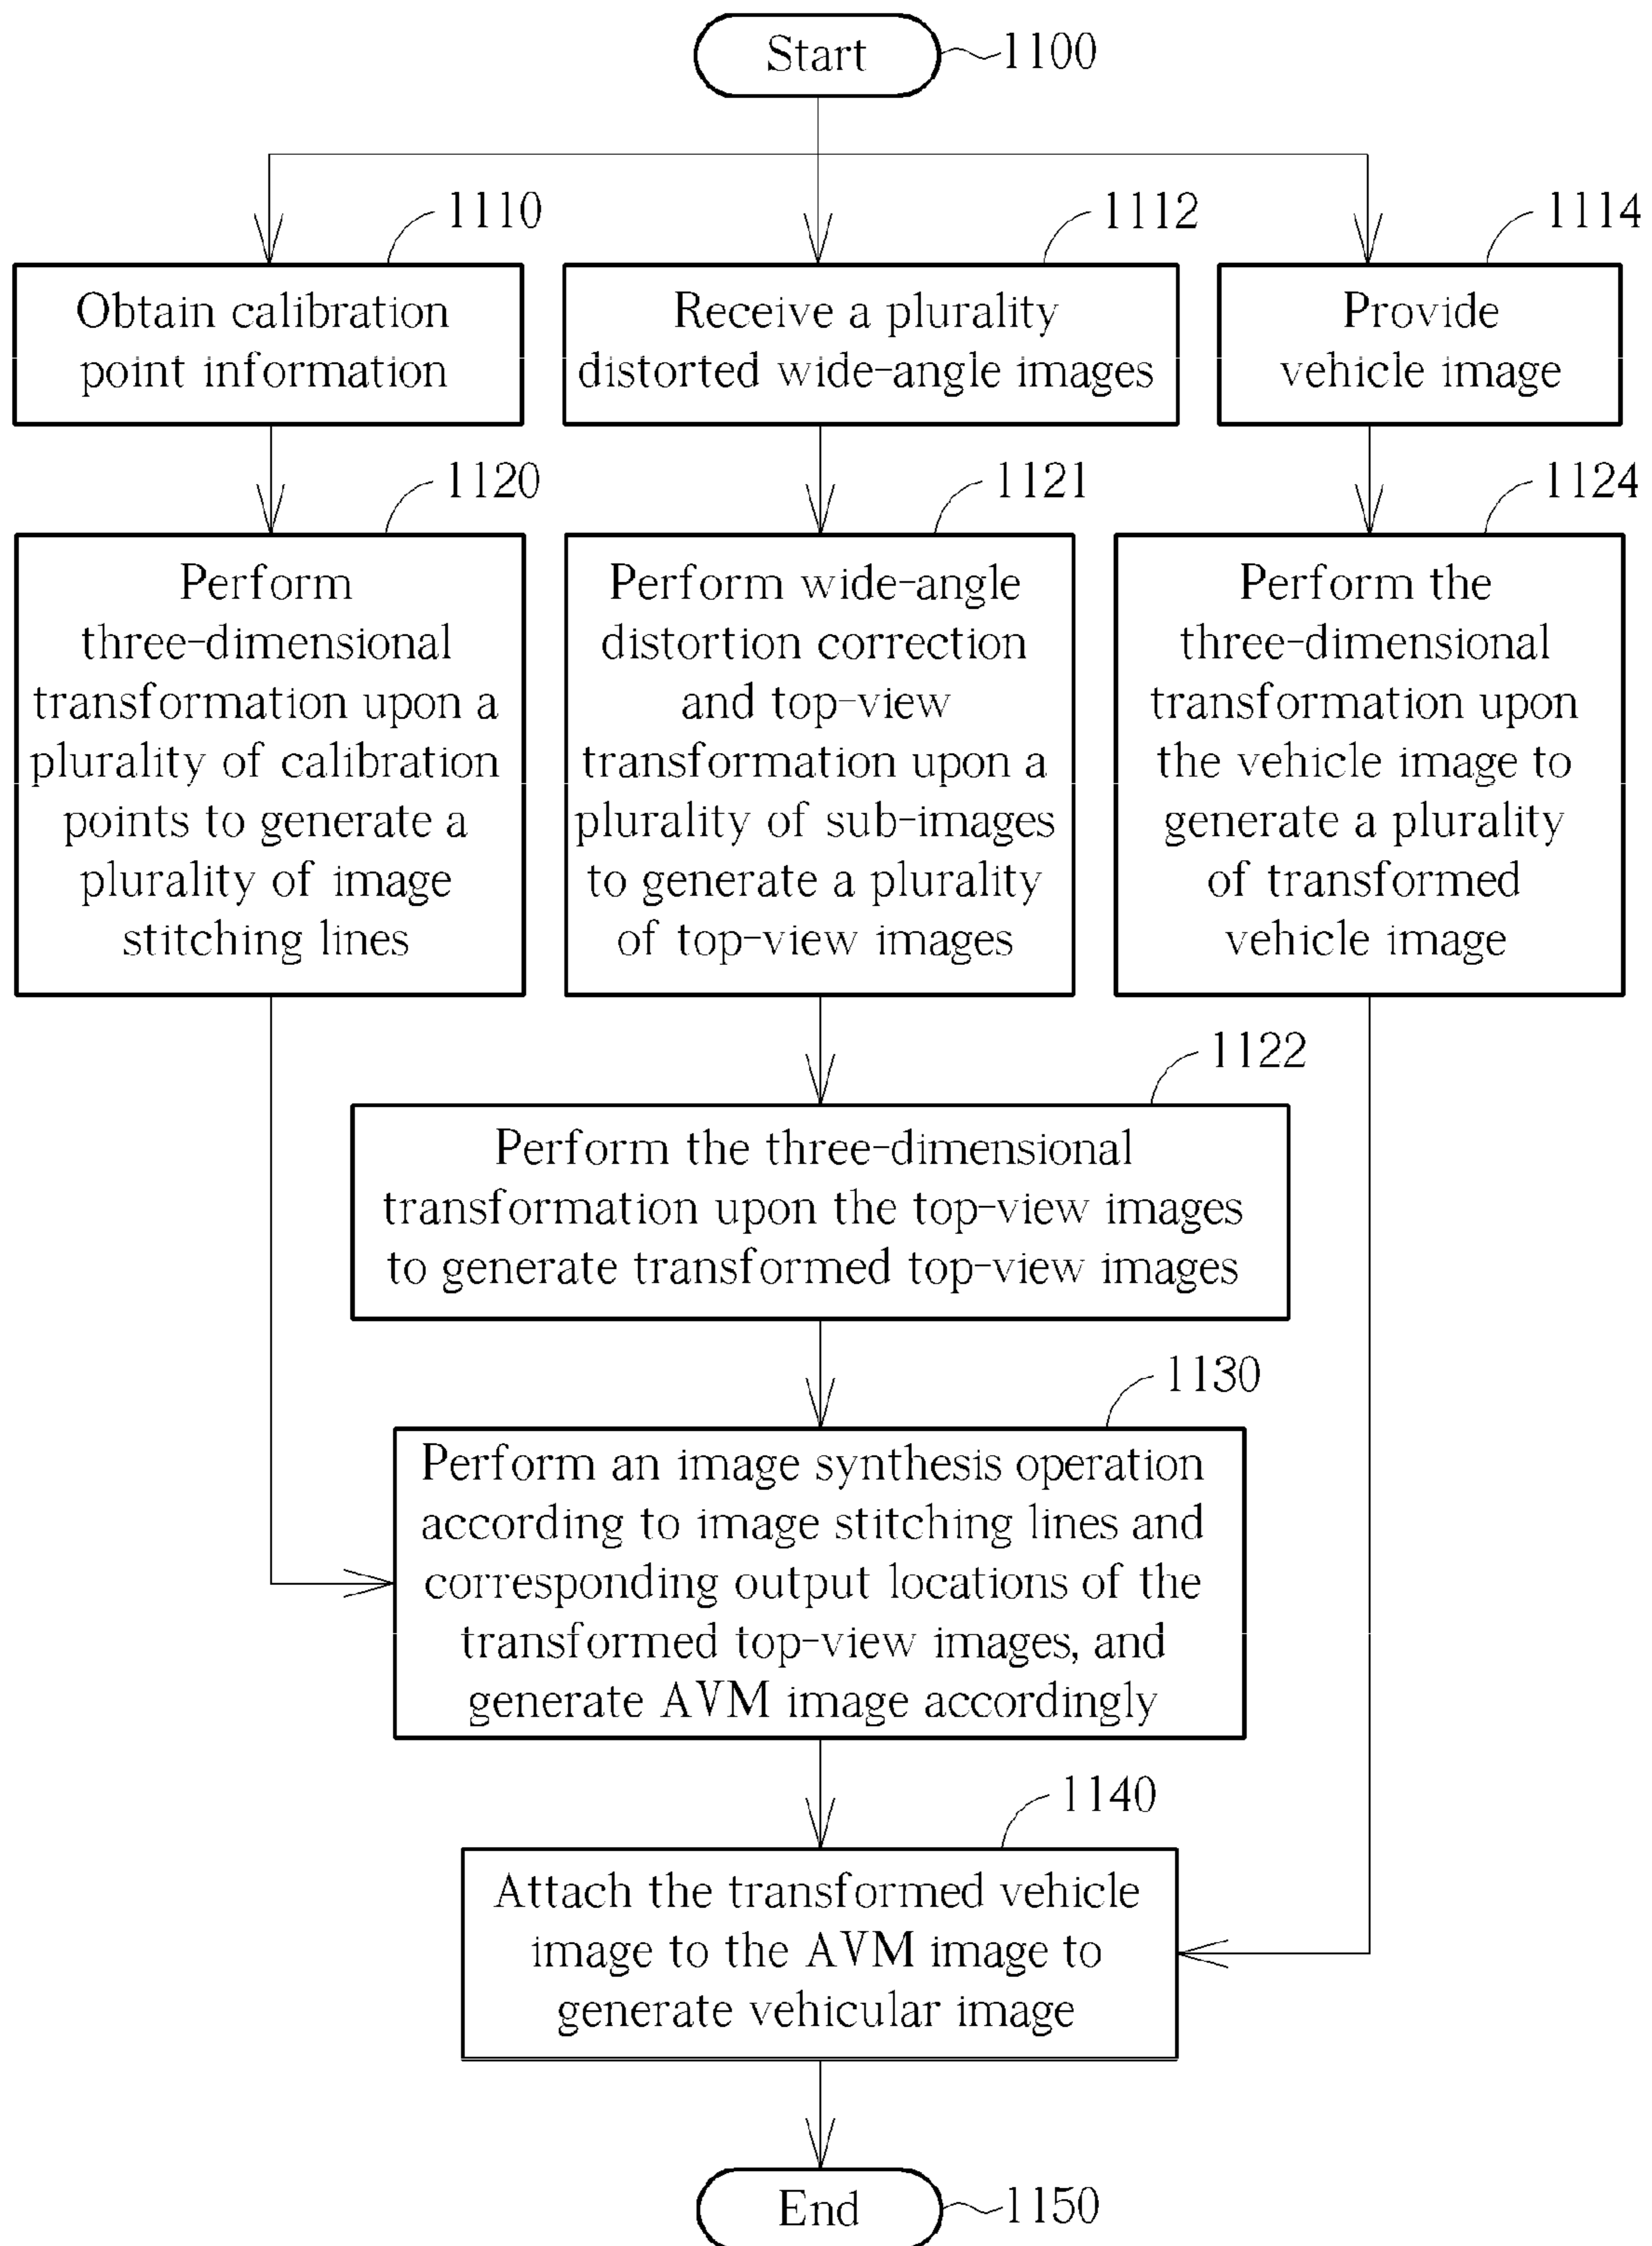 Start
1100
1110
1112
1114
Obtain calibration
point information
Receive a plurality
distorted wide-angle images
Provide
vehicle image
1120
1121
1124
Perform
three-dimensional
transformation upon a
plurality of calibration
points to generate a
plurality of image
stitching lines
Perform wide-angle
distortion correction
and top-view
transformation upon a
plurality of sub-images
to generate a plurality
of top-view images
Perform the
three-dimensional
transformation upon
the vehicle image to
generate a plurality
of transformed
vehicle image
1122
Perform the three-dimensional
transformation upon the top-view images
to generate transformed top-view images
1130
Perform an image synthesis operation
according to image stitching lines and
corresponding output locations of the
transformed top-view images, and
generate AVM image accordingly
1140
Attach the transformed vehicle
image to the AVM image to
generate vehicular image
End
1150